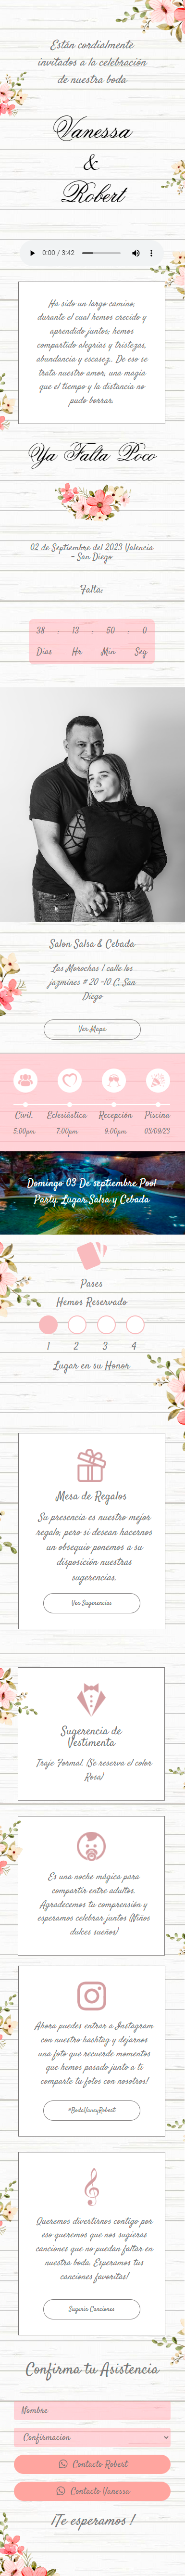 Están cordialmente
invitados a la celebración
de nuestra boda
Vanessa
&
Robert
0:00 / 3:42
Ha sido un largo camino,
durante el cual hemos crecido y
aprendido juntos; hemos
compartido alegrías y tristezas,
abundancia y escasez... De eso se
trata nuestro amor, una magia
que el tiempo y la distancia no
pudo borrar.
Ya Falta Poco
02 de Septiembre del 2023 Valencia
- San Diego
Falta:
38 : 13 : 50 : 0
Dias Hr Min Seg
Salon Salsa & Cebada
Las Morochas 1 calle los
jazmines # 20 -10 C, San
Diego
Ver Mapa
Civil Eclesiástica Recepción Piscina
5:00pm 7:00pm 9:00pm 03/09/23
Domingo 03 De septiembre Pool
Party. Lugar Salsa y Cebada
Pases
Hemos Reservado
1 2 3 4
Lugar en su Honor
Mesa de Regalos
Su presencia es nuestro mejor
regalo, pero si desean hacernos
un obsequio ponemos a su
disposición nuestras
sugerencias.
Ver Sugerencias
Sugerencia de
Vestimenta
Traje Formal. ¡Se reserva el color
Rosa!
Es una noche mágica para
compartir entre adultos.
Agradecemos tu comprensión y
esperamos celebrar juntos ¡Niños
dulces sueños!
Ahora puedes entrar a Instagram
con nuestro hashtag y dejarnos
una foto que recuerde momentos
que hemos pasado junto a ti
comparte tu fotos con nosotros!
#BodaVanayRobert
Queremos divertirnos contigo por
eso queremos que nos sugieras
canciones que no puedan faltar en
nuestra boda. Esperamos tus
canciones favoritas!
Sugerir Canciones
Confirma tu Asistencia
Nombre
Confirmacion
Contacto Robert
Contacto Vanessa
¡Te esperamos !